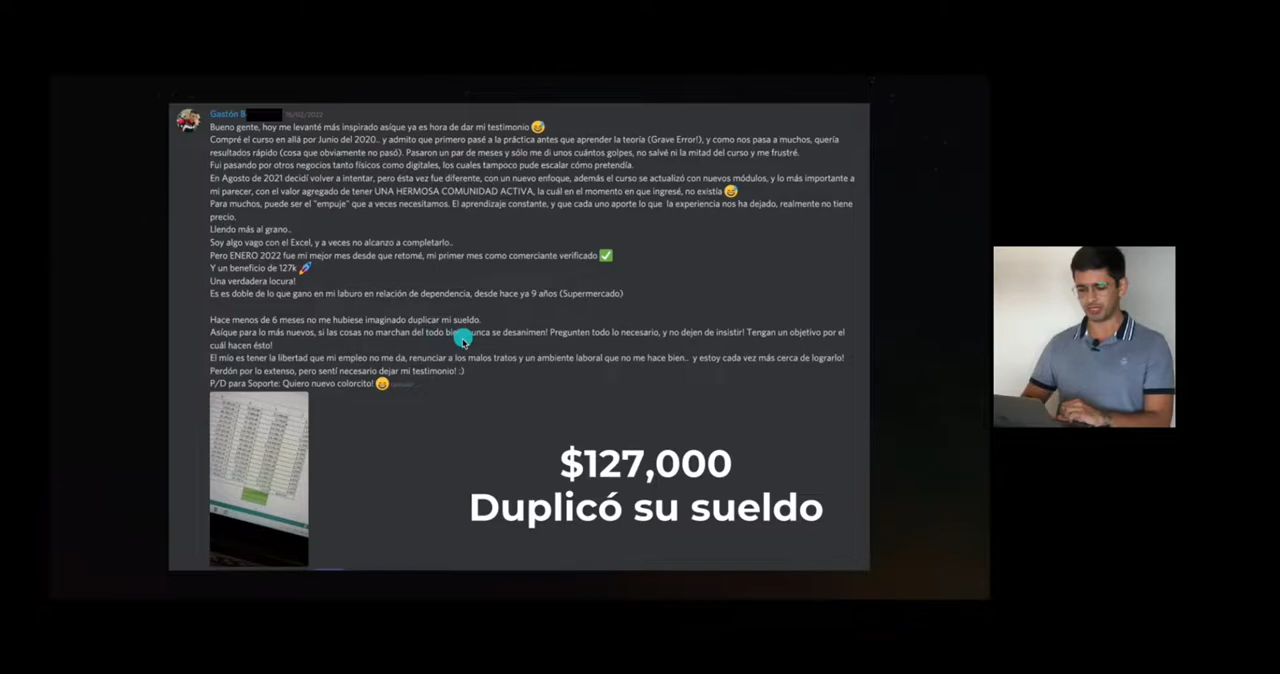 Gastón B
16/02/2022
Bueno gente, hoy me levanté más inspirado asíque ya es hora de dar mi testimonio 😅
Compré el curso en allá por Junio del 2020.. y admito que primero pasé a la práctica antes que aprender la teoría (Grave Error!), y como nos pasa a muchos, quería
resultados rápido (cosa que obviamente no pasó). Pasaron un par de meses y sólo me di unos cuántos golpes, no salvé ni la mitad del curso y me frustré.
Fui pasando por otros negocios tanto físicos como digitales, los cuales tampoco pude escalar cómo pretendía.
En Agosto de 2021 decidí volver a intentar, pero ésta vez fue diferente, con un nuevo enfoque, además el curso se actualizó con nuevos módulos, y lo más importante a
mi parecer, con el valor agregado de tener UNA HERMOSA COMUNIDAD ACTIVA, la cuál en el momento en que ingresé, no existía 😅
Para muchos, puede ser el "empuje" que a veces necesitamos. El aprendizaje constante, y que cada uno aporte lo que la experiencia nos ha dejado, realmente no tiene
precio.
Llendo más al grano..
Soy algo vago con el Excel, y a veces no alcanzo a completarlo..
Pero ENERO 2022 fue mi mejor mes desde que retomé, mi primer mes como comerciante verificado ✅
Y un beneficio de 127k 🚀
Una verdadera locura!
Es es doble de lo que gano en mi laburo en relación de dependencia, desde hace ya 9 años (Supermercado)
Hace menos de 6 meses no me hubiese imaginado duplicar mi sueldo.
Asíque para lo más nuevos, si las cosas no marchan del todo nunca se desanimen! Pregunten todo lo necesario, y no dejen de insistir! Tengan un objetivo por el
cuál hacen ésto!
El mío es tener la libertad que mi empleo no me da, renunciar a los malos tratos y un ambiente laboral que no me hace bien.. y estoy cada vez más cerca de lograrlo!
Perdón por lo extenso, pero sentí necesario dejar mi testimonio! :)
P/D para Soporte: Quiero nuevo colorcito! 😄
$127,000
Duplicó su sueldo